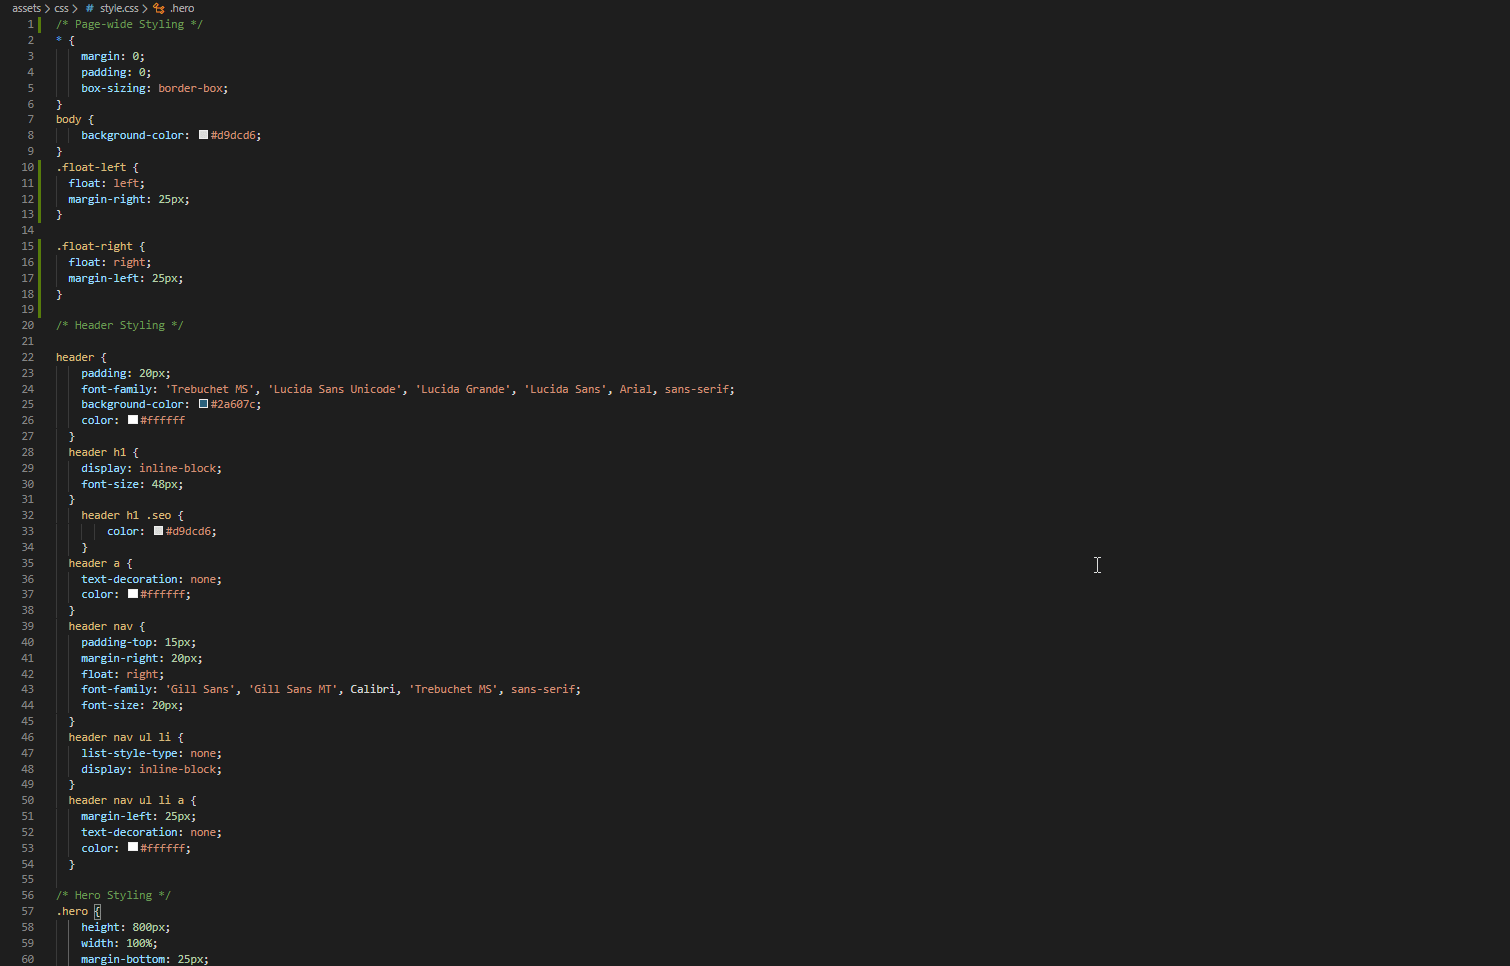 assets > css > # style.css > .hero
1 /* Page-wide Styling */
2 * {
3     margin: 0;
4     padding: 0;
5     box-sizing: border-box;
6 }
7 body {
8     background-color: #d9dcd6;
9 }
10 .float-left {
11   float: left;
12   margin-right: 25px;
13 }
14
15 .float-right {
16   float: right;
17   margin-left: 25px;
18 }
19
20 /* Header Styling */
21
22 header {
23     padding: 20px;
24     font-family: 'Trebuchet MS', 'Lucida Sans Unicode', 'Lucida Grande', 'Lucida Sans', Arial, sans-serif;
25     background-color: #2a607c;
26     color: #ffffff
27   }
28   header h1 {
29     display: inline-block;
30     font-size: 48px;
31   }
32     header h1 .seo {
33         color: #d9dcd6;
34     }
35   header a {
36     text-decoration: none;
37     color: #ffffff;
38   }
39   header nav {
40     padding-top: 15px;
41     margin-right: 20px;
42     float: right;
43     font-family: 'Gill Sans', 'Gill Sans MT', Calibri, 'Trebuchet MS', sans-serif;
44     font-size: 20px;
45   }
46   header nav ul li {
47     list-style-type: none;
48     display: inline-block;
49   }
50   header nav ul li a {
51     margin-left: 25px;
52     text-decoration: none;
53     color: #ffffff;
54   }
55
56 /* Hero Styling */
57 .hero {
58     height: 800px;
59     width: 100%;
60     margin-bottom: 25px;